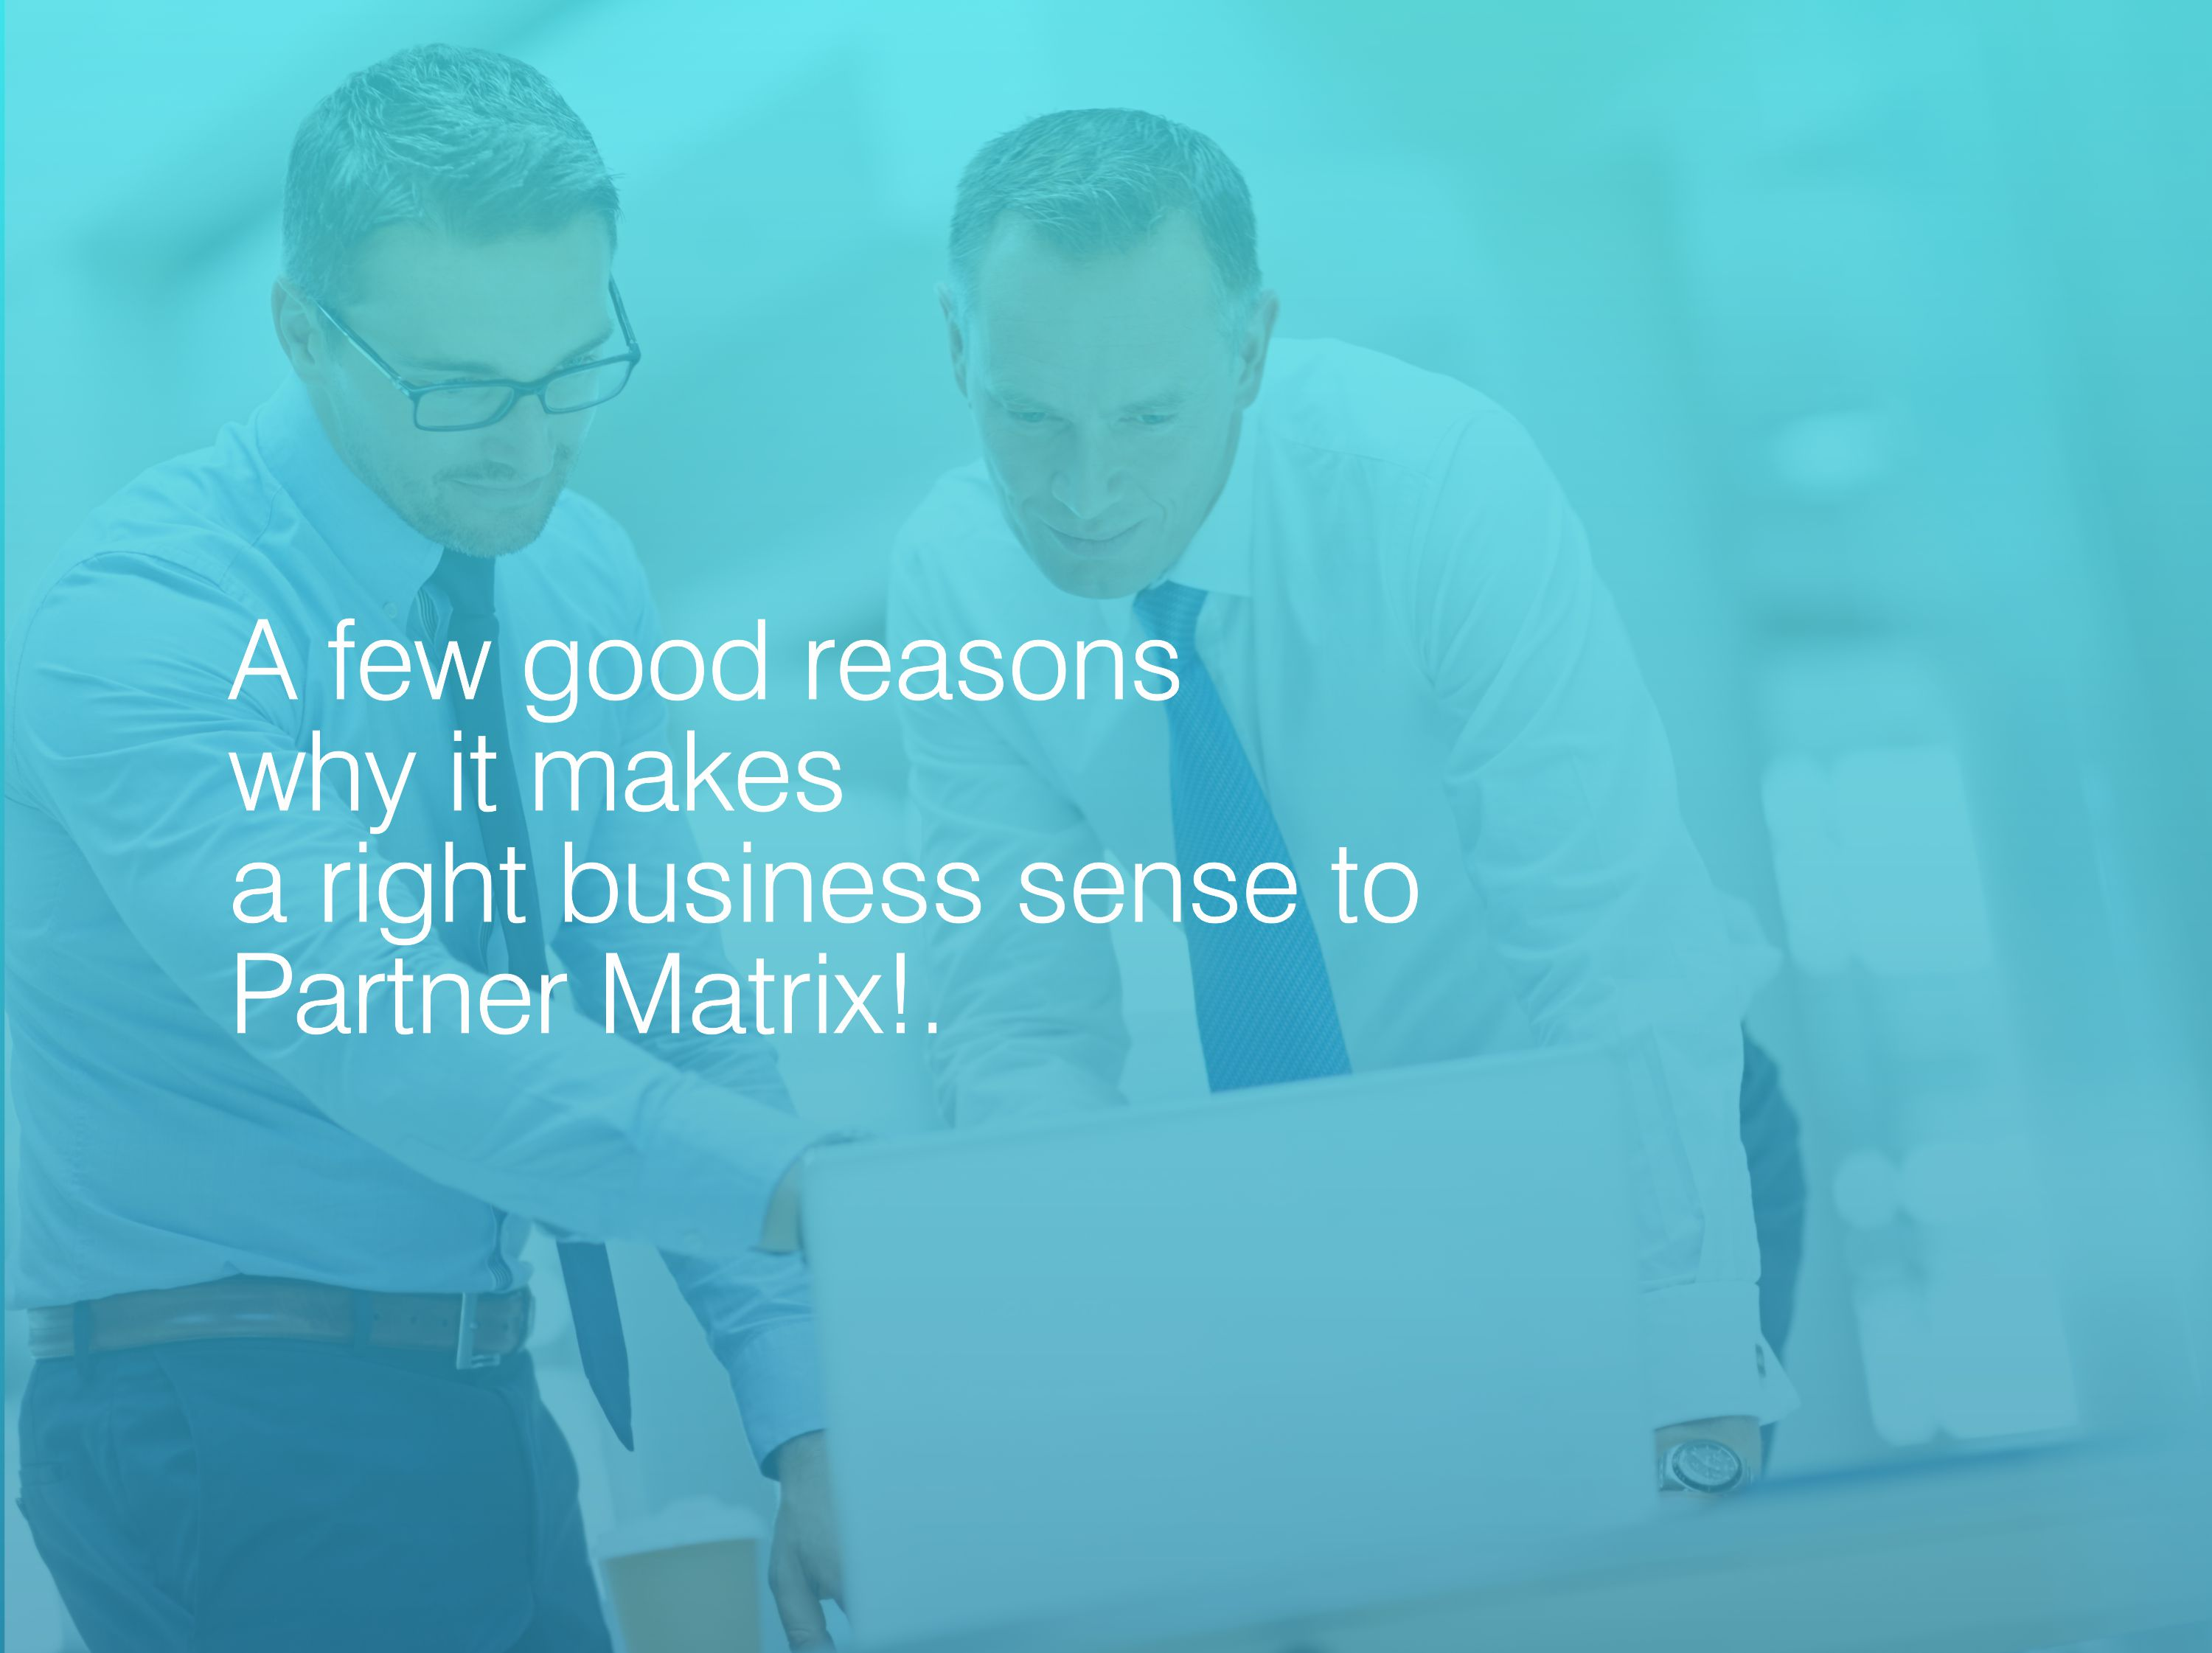 A few good reasons
why it makes
a right business sense to
Partner Matrix!.